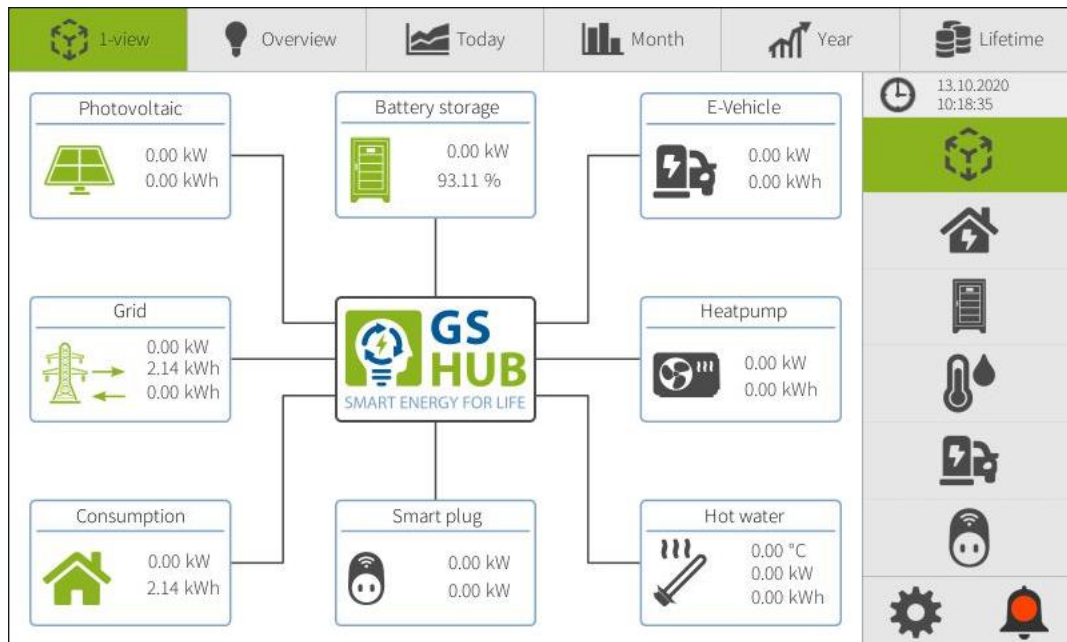 1-view
Overview
Today
Month
Year
Lifetime
13.10.2020
10:18:35
Photovoltaic
0.00 kW
0.00 kWh
Battery storage
0.00 kW
93.11 %
E-Vehicle
0.00 kW
0.00 kWh
Grid
0.00 kW
2.14 kWh
0.00 kWh
GS
HUB
SMART ENERGY FOR LIFE
Heatpump
0.00 kW
0.00 kWh
Consumption
0.00 kW
2.14 kWh
Smart plug
0.00 kW
0.00 kW
Hot water
0.00 °C
0.00 kW
0.00 kWh